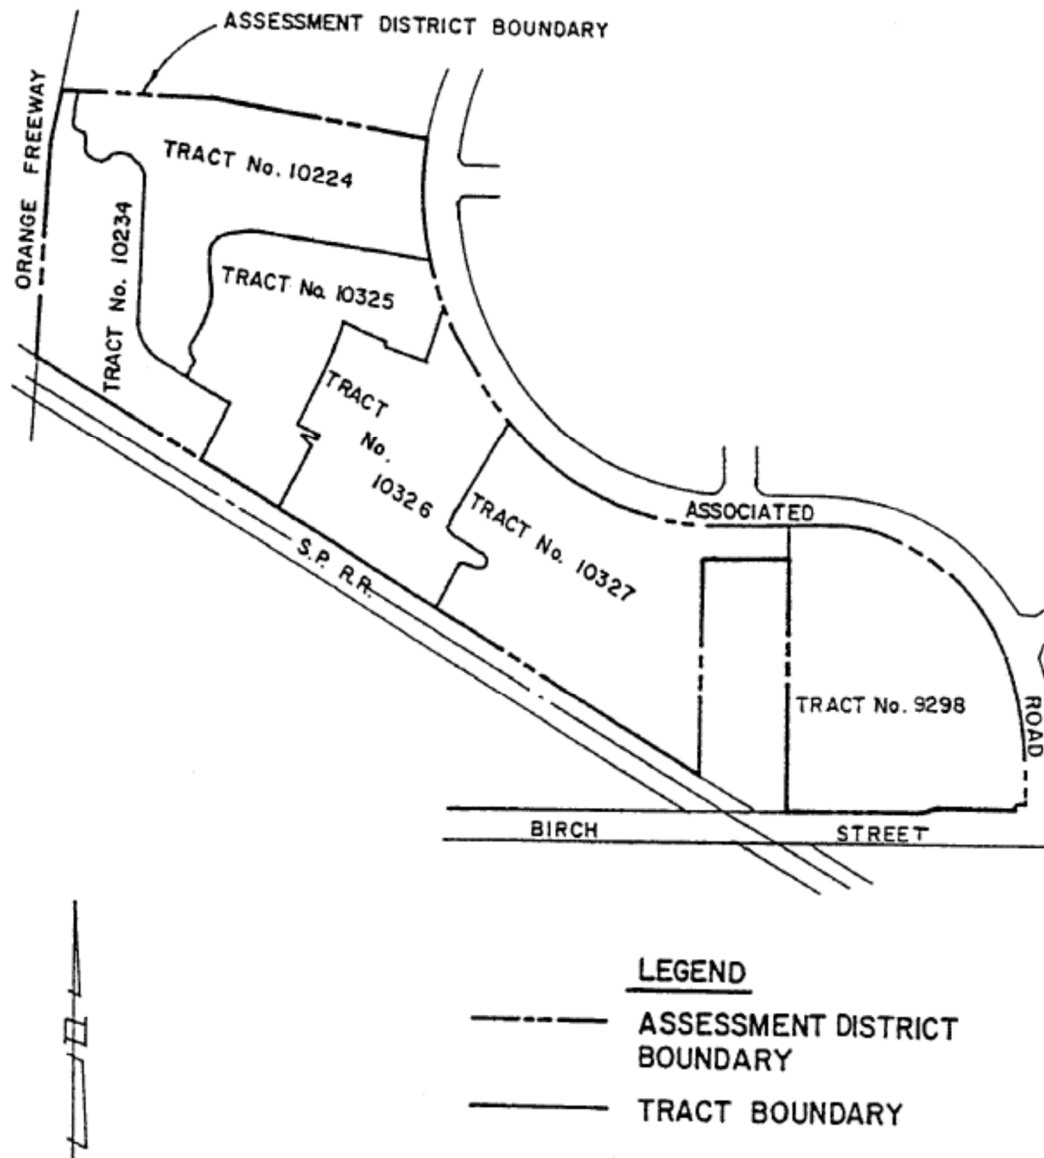 ASSESSMENT DISTRICT BOUNDARY
ORANGE FREEWAY
TRACT No. 10224
TRACT No. 10234
TRACT No. 10325
TRACT
No.
10326
TRACT No. 10327
ASSOCIATED
S.P. R.R.
TRACT No. 9298
ROAD
BIRCH
STREET
LEGEND
ASSESSMENT DISTRICT
BOUNDARY
TRACT BOUNDARY